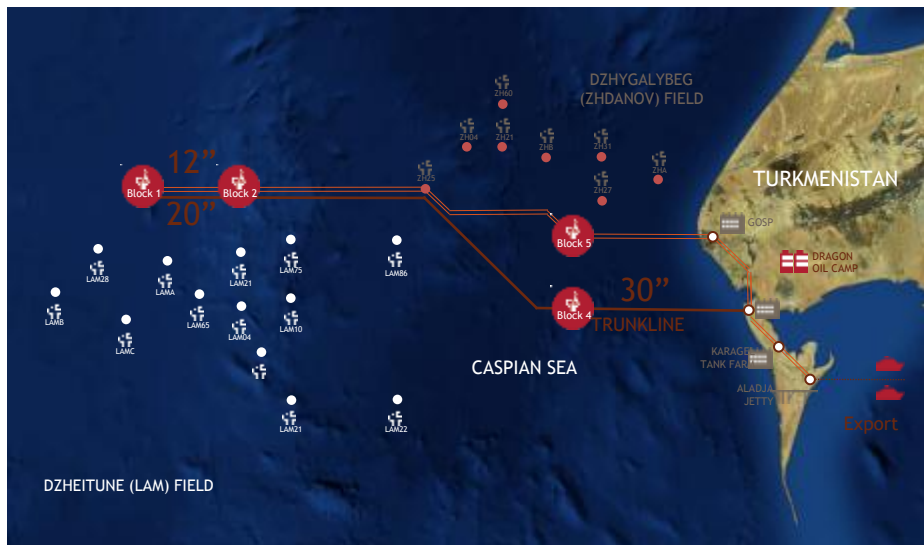 DZHYGALYBEG
(ZHDANOV) FIELD
ZH60
ZH04
ZH21
ZHB
ZH31
ZH25
ZH27
ZHA
12”
Block 1
Block 2
20”
TURKMENISTAN
GOSP
Block 5
DRAGON
OIL CAMP
LAM28
LAMA
LAM21
LAM75
LAM86
LAMB
LAM65
LAM04
LAM10
LAMC
30”
Block 4
TRUNKLINE
CASPIAN SEA
TANK
ALADJA
JETTY
Export
LAM21
LAM22
DZHEITUNE (LAM) FIELD